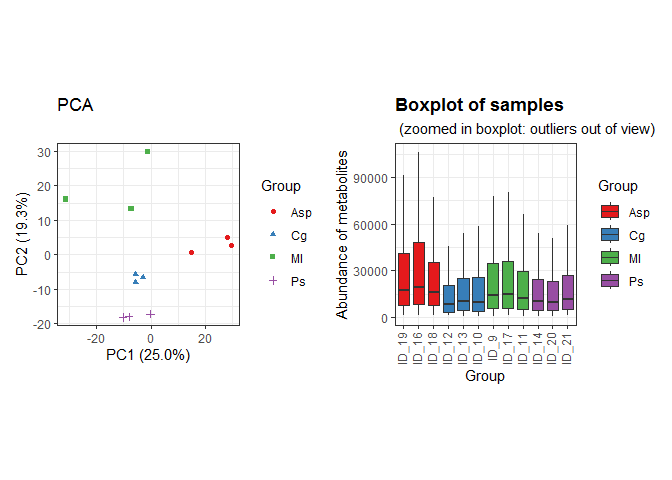 PCA
30
20
10
0
-10
-20
-20
0
20
PC1 (25.0%)
PC2 (19.3%)
Group
Asp
Cg
MI
Ps
Boxplot of samples
(zoomed in boxplot: outliers out of view)
Abundance of metabolites
90000
60000
30000
0
ID_19
ID_16
ID_18
ID_12
ID_13
ID_10
ID_9
ID_17
ID_11
ID_14
ID_20
ID_21
Group
Group
Asp
Cg
MI
Ps